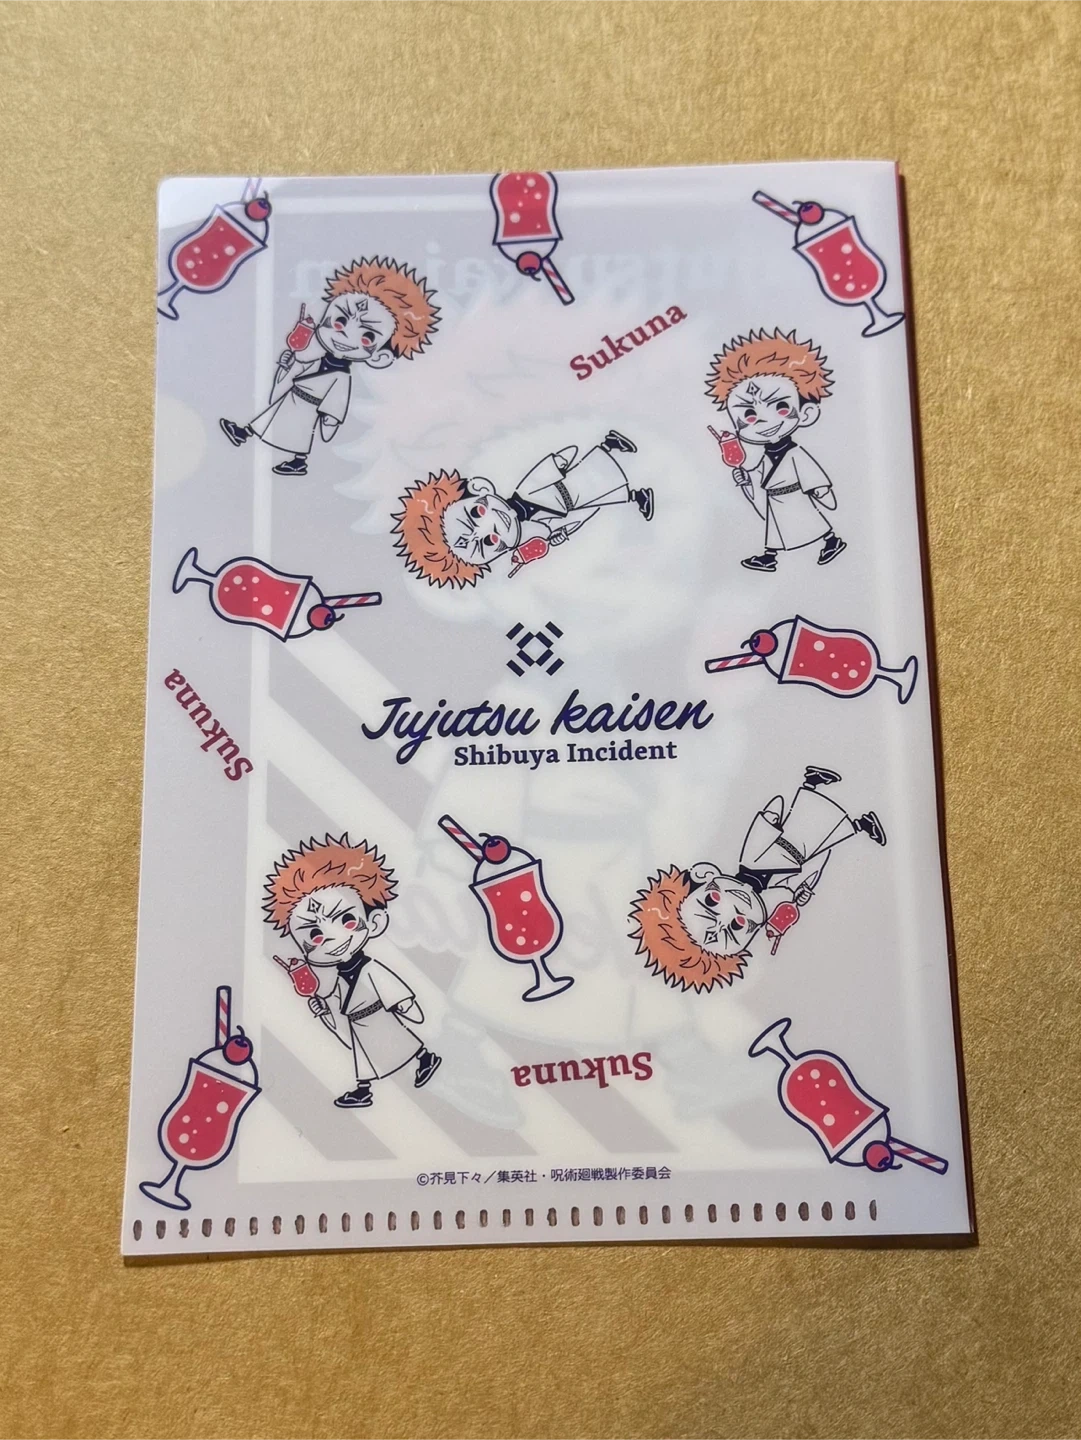 Sukuna
Sukuna
Jujutsu kaisen
Shibuya Incident
Sukuna
©芥見下々／集英社・呪術廻戦製作委員会